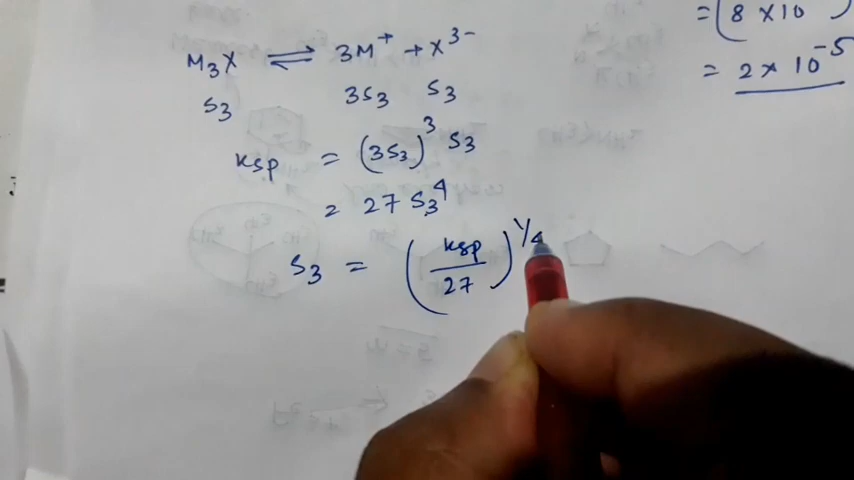 M₃X ⇌ 3M⁺ + X³⁻
S₃ 3S₃ S₃
Ksp = (3S₃)³ S₃
= 27 S₃⁴
S₃ = (Ksp/27)^1/4
= (8 × 10 )
= 2 × 10⁻⁵